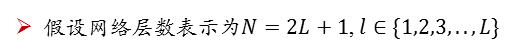 ➢ 假设网络层数表示为N = 2L + 1, l ∈ {1,2,3,..,L}